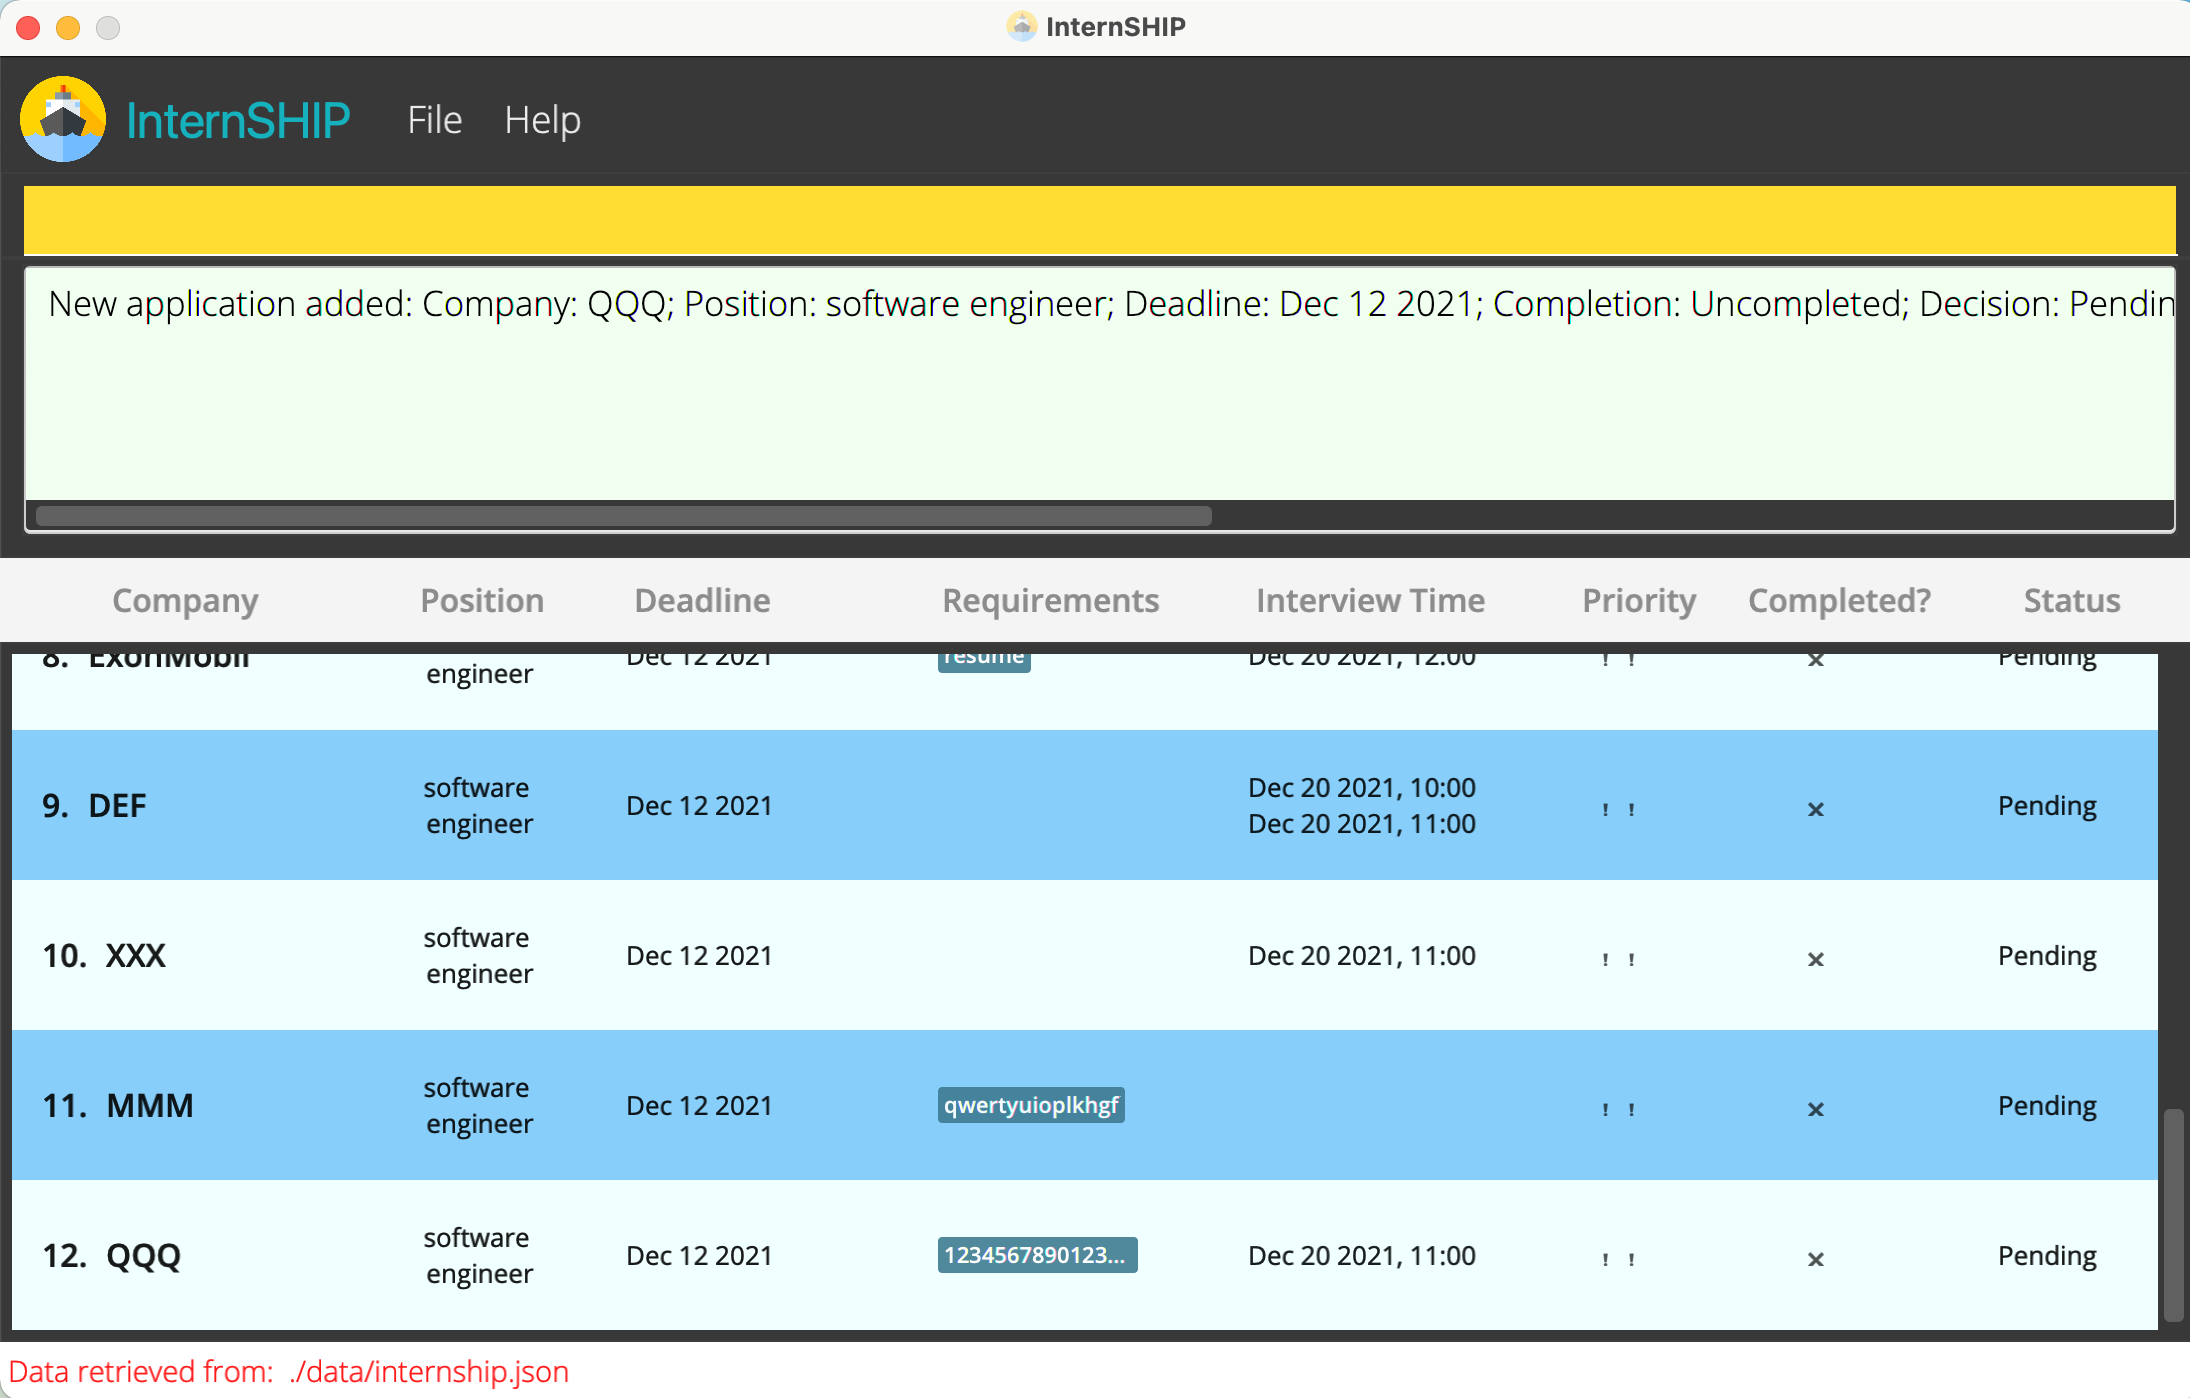 InternSHIP
InternSHIP File Help
New application added: Company: QQQ; Position: software engineer; Deadline: Dec 12 2021; Completion: Uncompleted; Decision: Pendin
Company Position Deadline Requirements Interview Time Priority Completed? Status
8. ExonMobil engineer Dec 12 2021 resume Dec 20 2021, 12:00 ! ! × Pending
9. DEF software engineer Dec 12 2021 Dec 20 2021, 10:00 ! ! × Pending
Dec 20 2021, 11:00
10. XXX software engineer Dec 12 2021 Dec 20 2021, 11:00 ! ! × Pending
11. MMM software engineer Dec 12 2021 qwertyuioplkhgf ! ! × Pending
12. QQQ software engineer Dec 12 2021 1234567890123... Dec 20 2021, 11:00 ! ! × Pending
Data retrieved from: ./data/internship.json